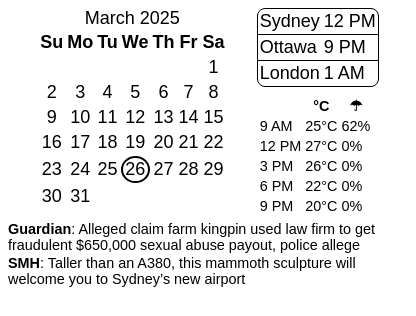 March 2025
Su Mo Tu We Th Fr Sa
1
2 3 4 5 6 7 8
9 10 11 12 13 14 15
16 17 18 19 20 21 22
23 24 25 26 27 28 29
30 31
Sydney 12 PM
Ottawa 9 PM
London 1 AM
°C ☂
9 AM 25°C 62%
12 PM 27°C 0%
3 PM 26°C 0%
6 PM 22°C 0%
9 PM 20°C 0%
Guardian: Alleged claim farm kingpin used law firm to get
fraudulent $650,000 sexual abuse payout, police allege
SMH: Taller than an A380, this mammoth sculpture will
welcome you to Sydney’s new airport